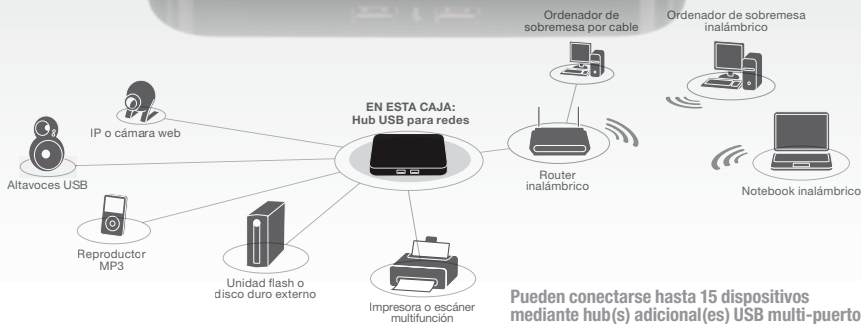 Ordenador de
sobremesa por cable
Ordenador de sobremesa
inalámbrico
EN ESTA CAJA:
Hub USB para redes
IP o cámara web
Altavoces USB
Router
inalámbrico
Notebook inalámbrico
Reproductor
MP3
Unidad flash o
disco duro externo
Impresora o escáner
multifunción
Pueden conectarse hasta 15 dispositivos
mediante hub(s) adicional(es) USB multi-puerto